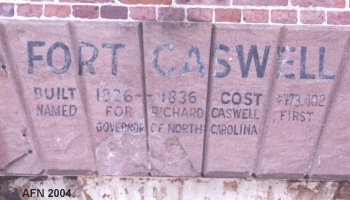 FORT CASWELL
BUILT 1826 - 1836 COST $473,402
NAMED FOR RICHARD CASWELL FIRST
GOVERNOR OF NORTH CAROLINA
AFN 2004